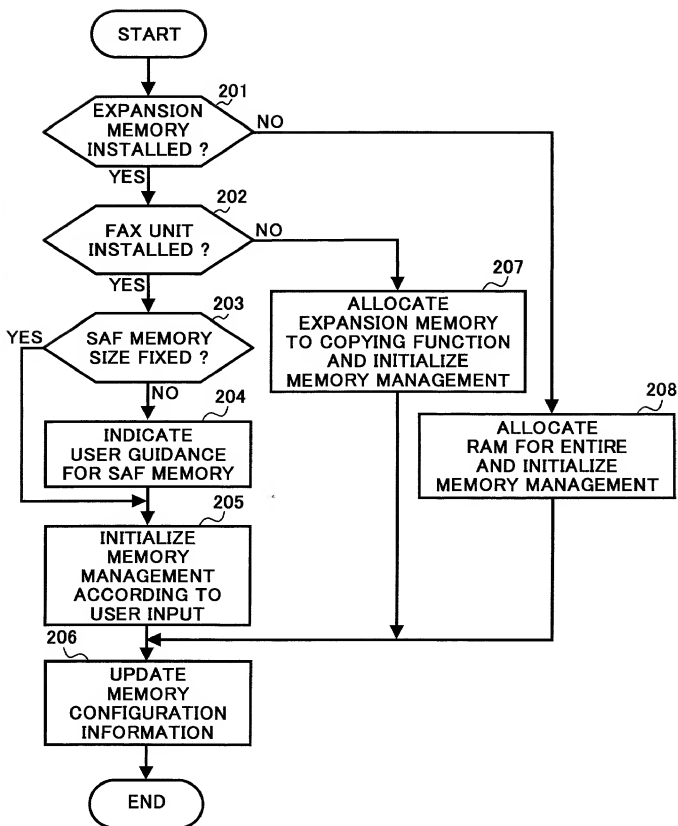 START
201
EXPANSION
MEMORY
INSTALLED ?
NO
YES
202
FAX UNIT
INSTALLED ?
NO
YES
203
YES
SAF MEMORY
SIZE FIXED ?
NO
207
ALLOCATE
EXPANSION MEMORY
TO COPYING FUNCTION
AND INITIALIZE
MEMORY MANAGEMENT
204
INDICATE
USER GUIDANCE
FOR SAF MEMORY
208
ALLOCATE
RAM FOR ENTIRE
AND INITIALIZE
MEMORY MANAGEMENT
205
INITIALIZE
MEMORY
MANAGEMENT
ACCORDING TO
USER INPUT
206
UPDATE
MEMORY
CONFIGURATION
INFORMATION
END